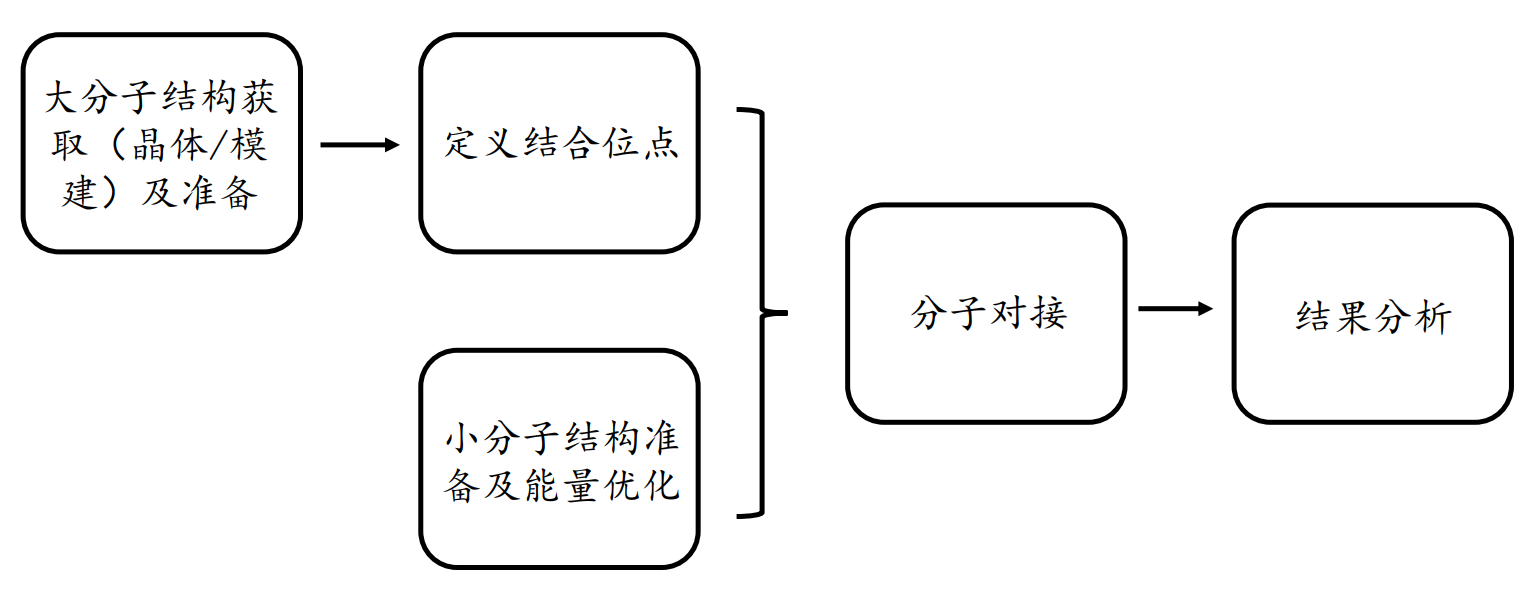 大分子结构获
取（晶体/模
建）及准备
定义结合位点
小分子结构准
备及能量优化
分子对接
结果分析